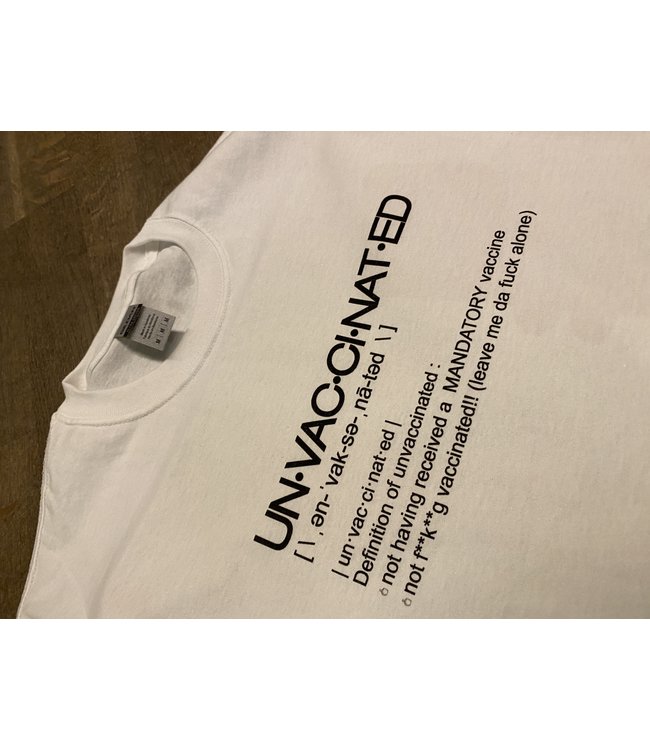 UN•VAC•CI•NAT•ED
[ \ ˌən-ˈvak-sə-ˌnā-təd \ ]
| un·vac·ci·nat·ed |
Definition of unvaccinated :
not having received a MANDATORY vaccine
not f**k**g vaccinated!! (leave me da fuck alone)
M M M